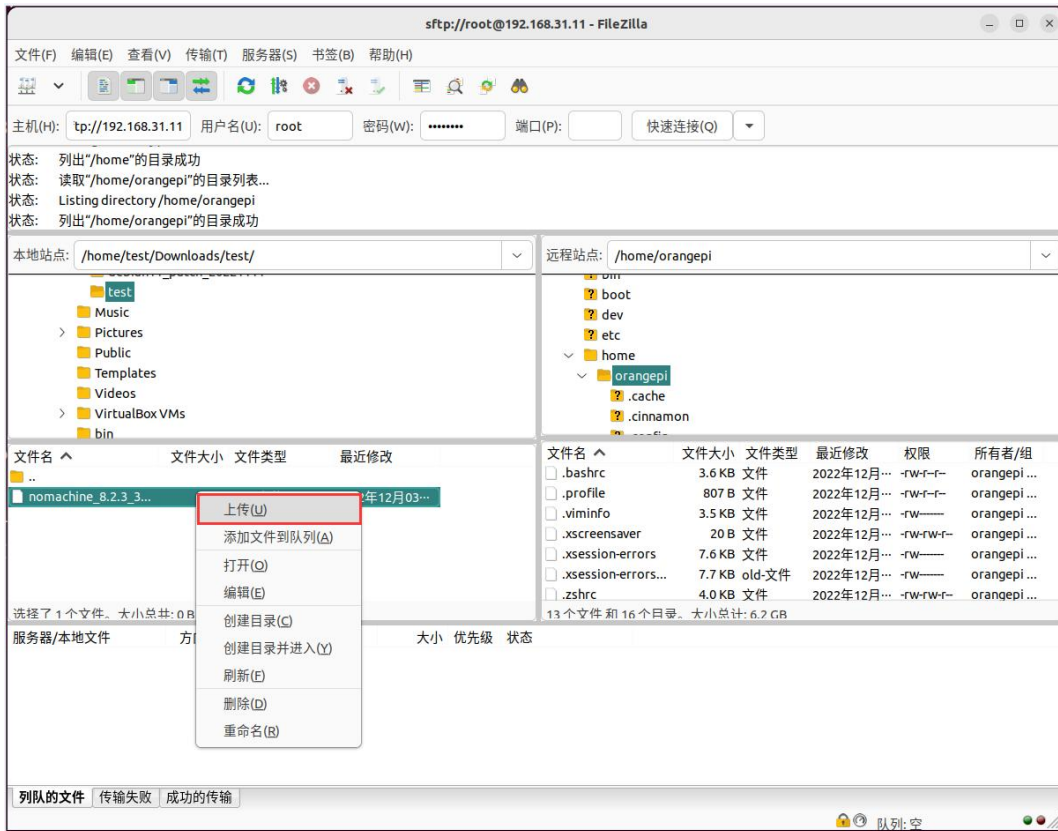 sftp://root@192.168.31.11 - FileZilla
文件(F) 编辑(E) 查看(V) 传输(T) 服务器(S) 书签(B) 帮助(H)
主机(H): tp://192.168.31.11 用户名(U): root 密码(W): •••••••• 端口(P): 快速连接(Q)
状态: 列出"/home"的目录成功
状态: 读取"/home/orangepi"的目录列表...
状态: Listing directory /home/orangepi
状态: 列出"/home/orangepi"的目录成功
本地站点: /home/test/Downloads/test/
test
Music
Pictures
Public
Templates
Videos
VirtualBox VMs
bin
远程站点: /home/orangepi
bin
boot
dev
etc
home
orangepi
.cache
.cinnamon
文件名 文件大小 文件类型 最近修改
..
nomachine_8.2.3_3... 年12月03…
选择了 1 个文件。大小总共: 0 B
上传(U)
添加文件到队列(A)
打开(O)
编辑(E)
创建目录(C)
创建目录并进入(Y)
刷新(F)
删除(D)
重命名(R)
文件名 文件大小 文件类型 最近修改 权限 所有者/组
.bashrc 3.6 KB 文件 2022年12月… -rw-r--r-- orangepi ...
.profile 807 B 文件 2022年12月… -rw-r--r-- orangepi ...
.viminfo 3.5 KB 文件 2022年12月… -rw------- orangepi ...
.xscreensaver 20 B 文件 2022年12月… -rw-rw-r-- orangepi ...
.xsession-errors 7.6 KB 文件 2022年12月… -rw------- orangepi ...
.xsession-errors... 7.7 KB old-文件 2022年12月… -rw------- orangepi ...
.zshrc 4.0 KB 文件 2022年12月… -rw-rw-r-- orangepi ...
13 个文件 和 16 个目录。大小总计: 6.2 GB
服务器/本地文件 方 大小 优先级 状态
列队的文件 传输失败 成功的传输
队列: 空